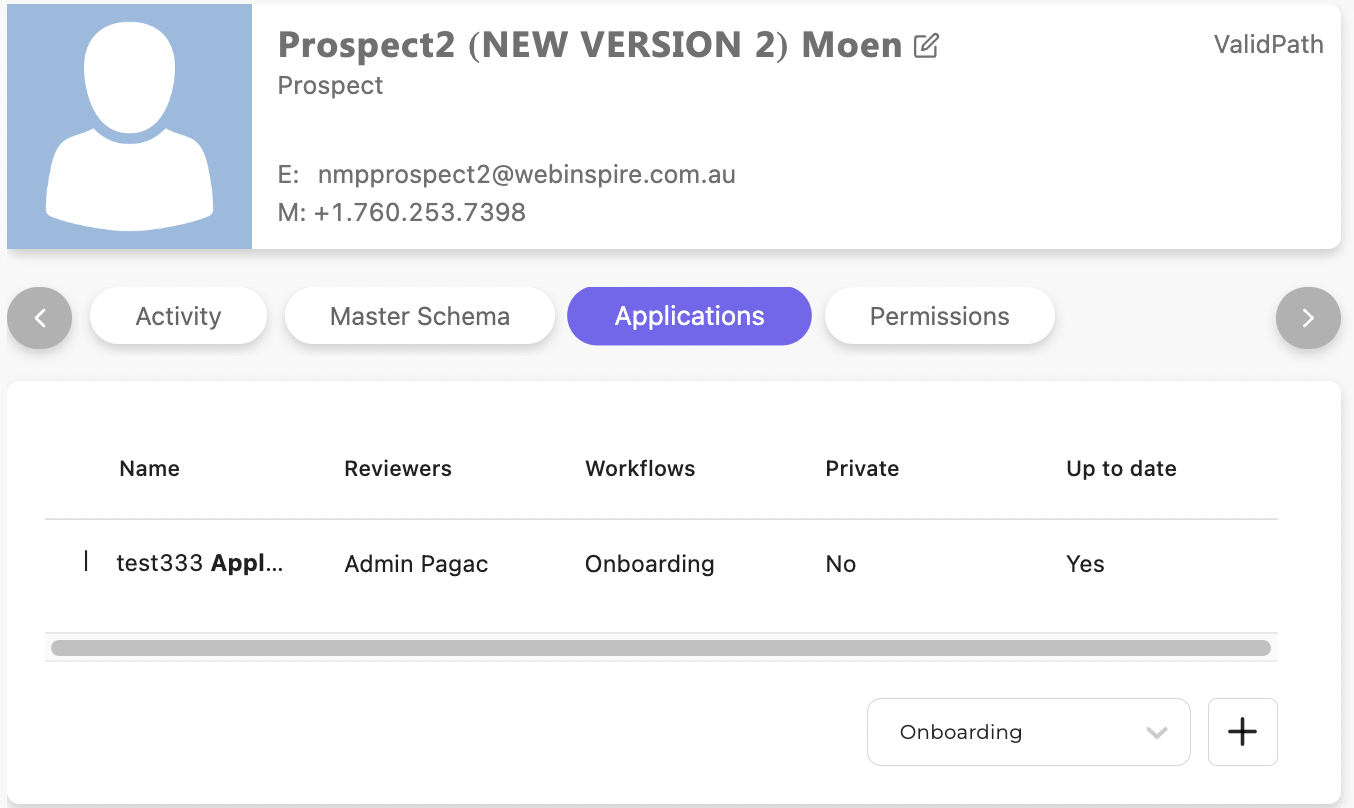 Prospect2 (NEW VERSION 2) Moen
ValidPath
Prospect
E: nmpprospect2@webinspire.com.au
M: +1.760.253.7398
Activity
Master Schema
Applications
Permissions
Name Reviewers Workflows Private Up to date
test333 Appl... Admin Pagac Onboarding No Yes
Onboarding